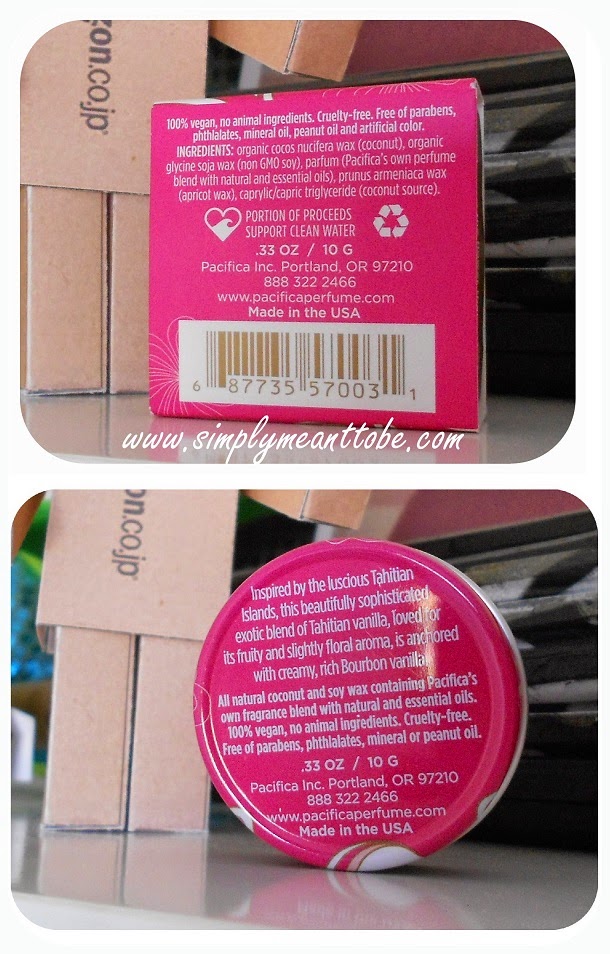 zon.co.jp
100% vegan, no animal ingredients. Cruelty-free. Free of parabens,
phthlalates, mineral oil, peanut oil and artificial color.
INGREDIENTS: organic cocos nucifera wax (coconut), organic
glycine soja wax (non GMO soy), parfum (Pacifica's own perfume
blend with natural and essential oils), prunus armeniaca wax
(apricot wax), caprylic/capric triglyceride (coconut source).
PORTION OF PROCEEDS
SUPPORT CLEAN WATER
.33 OZ / 10 G
Pacifica Inc. Portland, OR 97210
888 322 2466
www.pacificaperfume.com
Made in the USA
6 87735 57003 1
www.simplymeanttobe.com
on.co.jp
Inspired by the luscious Tahitian
Islands, this beautifully sophisticated
exotic blend of Tahitian vanilla, loved for
its fruity and slightly floral aroma, is anchored
with creamy, rich Bourbon vanilla.
All natural coconut and soy wax containing Pacifica's
own fragrance blend with natural and essential oils.
100% vegan, no animal ingredients. Cruelty-free.
Free of parabens, phthlalates, mineral or peanut oil.
.33 OZ / 10 G
Pacifica Inc. Portland, OR 97210
888 322 2466
www.pacificaperfume.com
Made in the USA